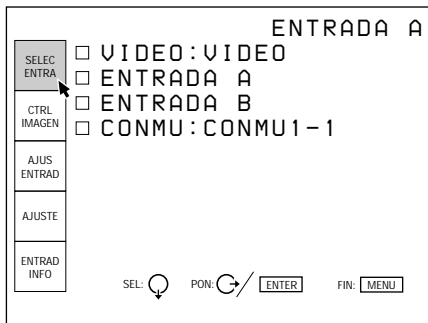 ENTRADA A
SELEC
ENTRA
CTRL
IMAGEN
AJUS
ENTRAD
AJUSTE
ENTRAD
INFO
VIDEO:VIDEO
ENTRADA A
ENTRADA B
CONMU:CONMU1-1
SEL: PON: / ENTER FIN: MENU